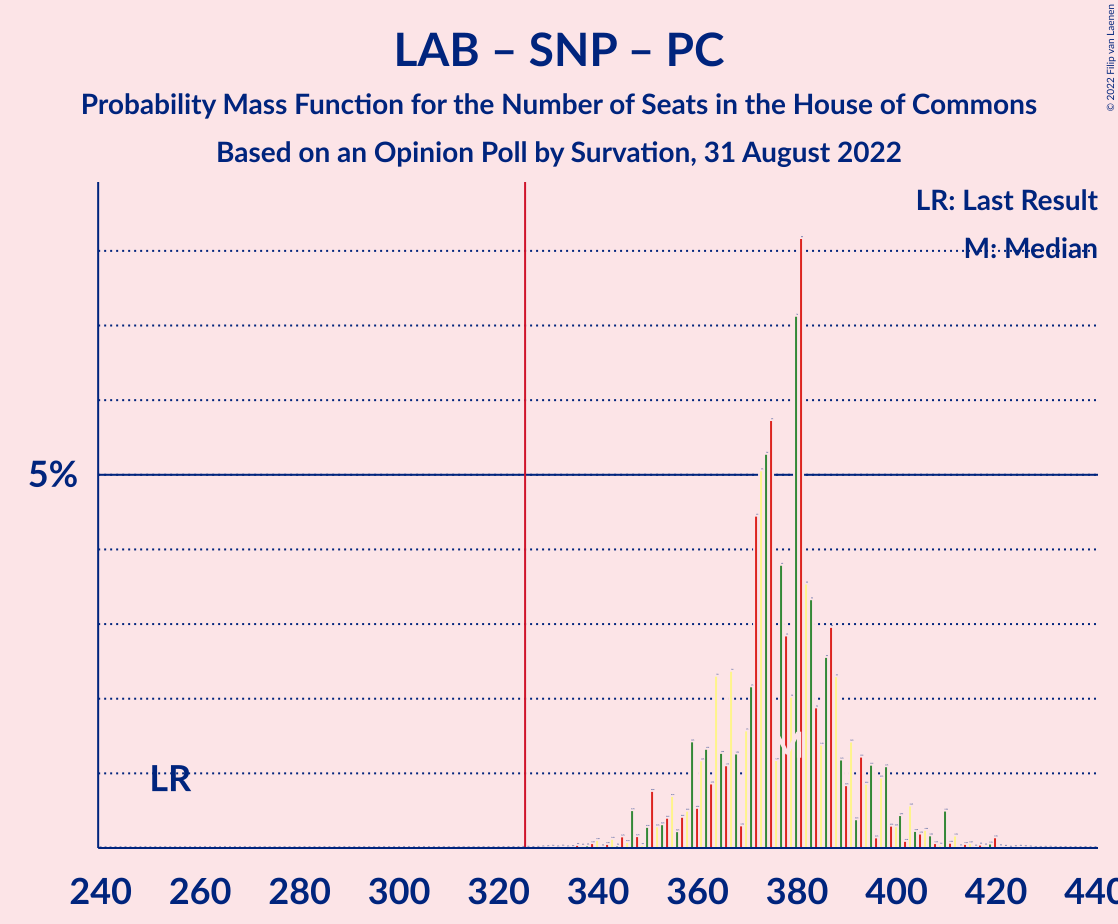 LAB – SNP – PC
Probability Mass Function for the Number of Seats in the House of Commons
Based on an Opinion Poll by Survation, 31 August 2022
© 2022 Filip van Laenen
LR: Last Result
M: Median
5%
LR
M
240 260 280 300 320 340 360 380 400 420 440